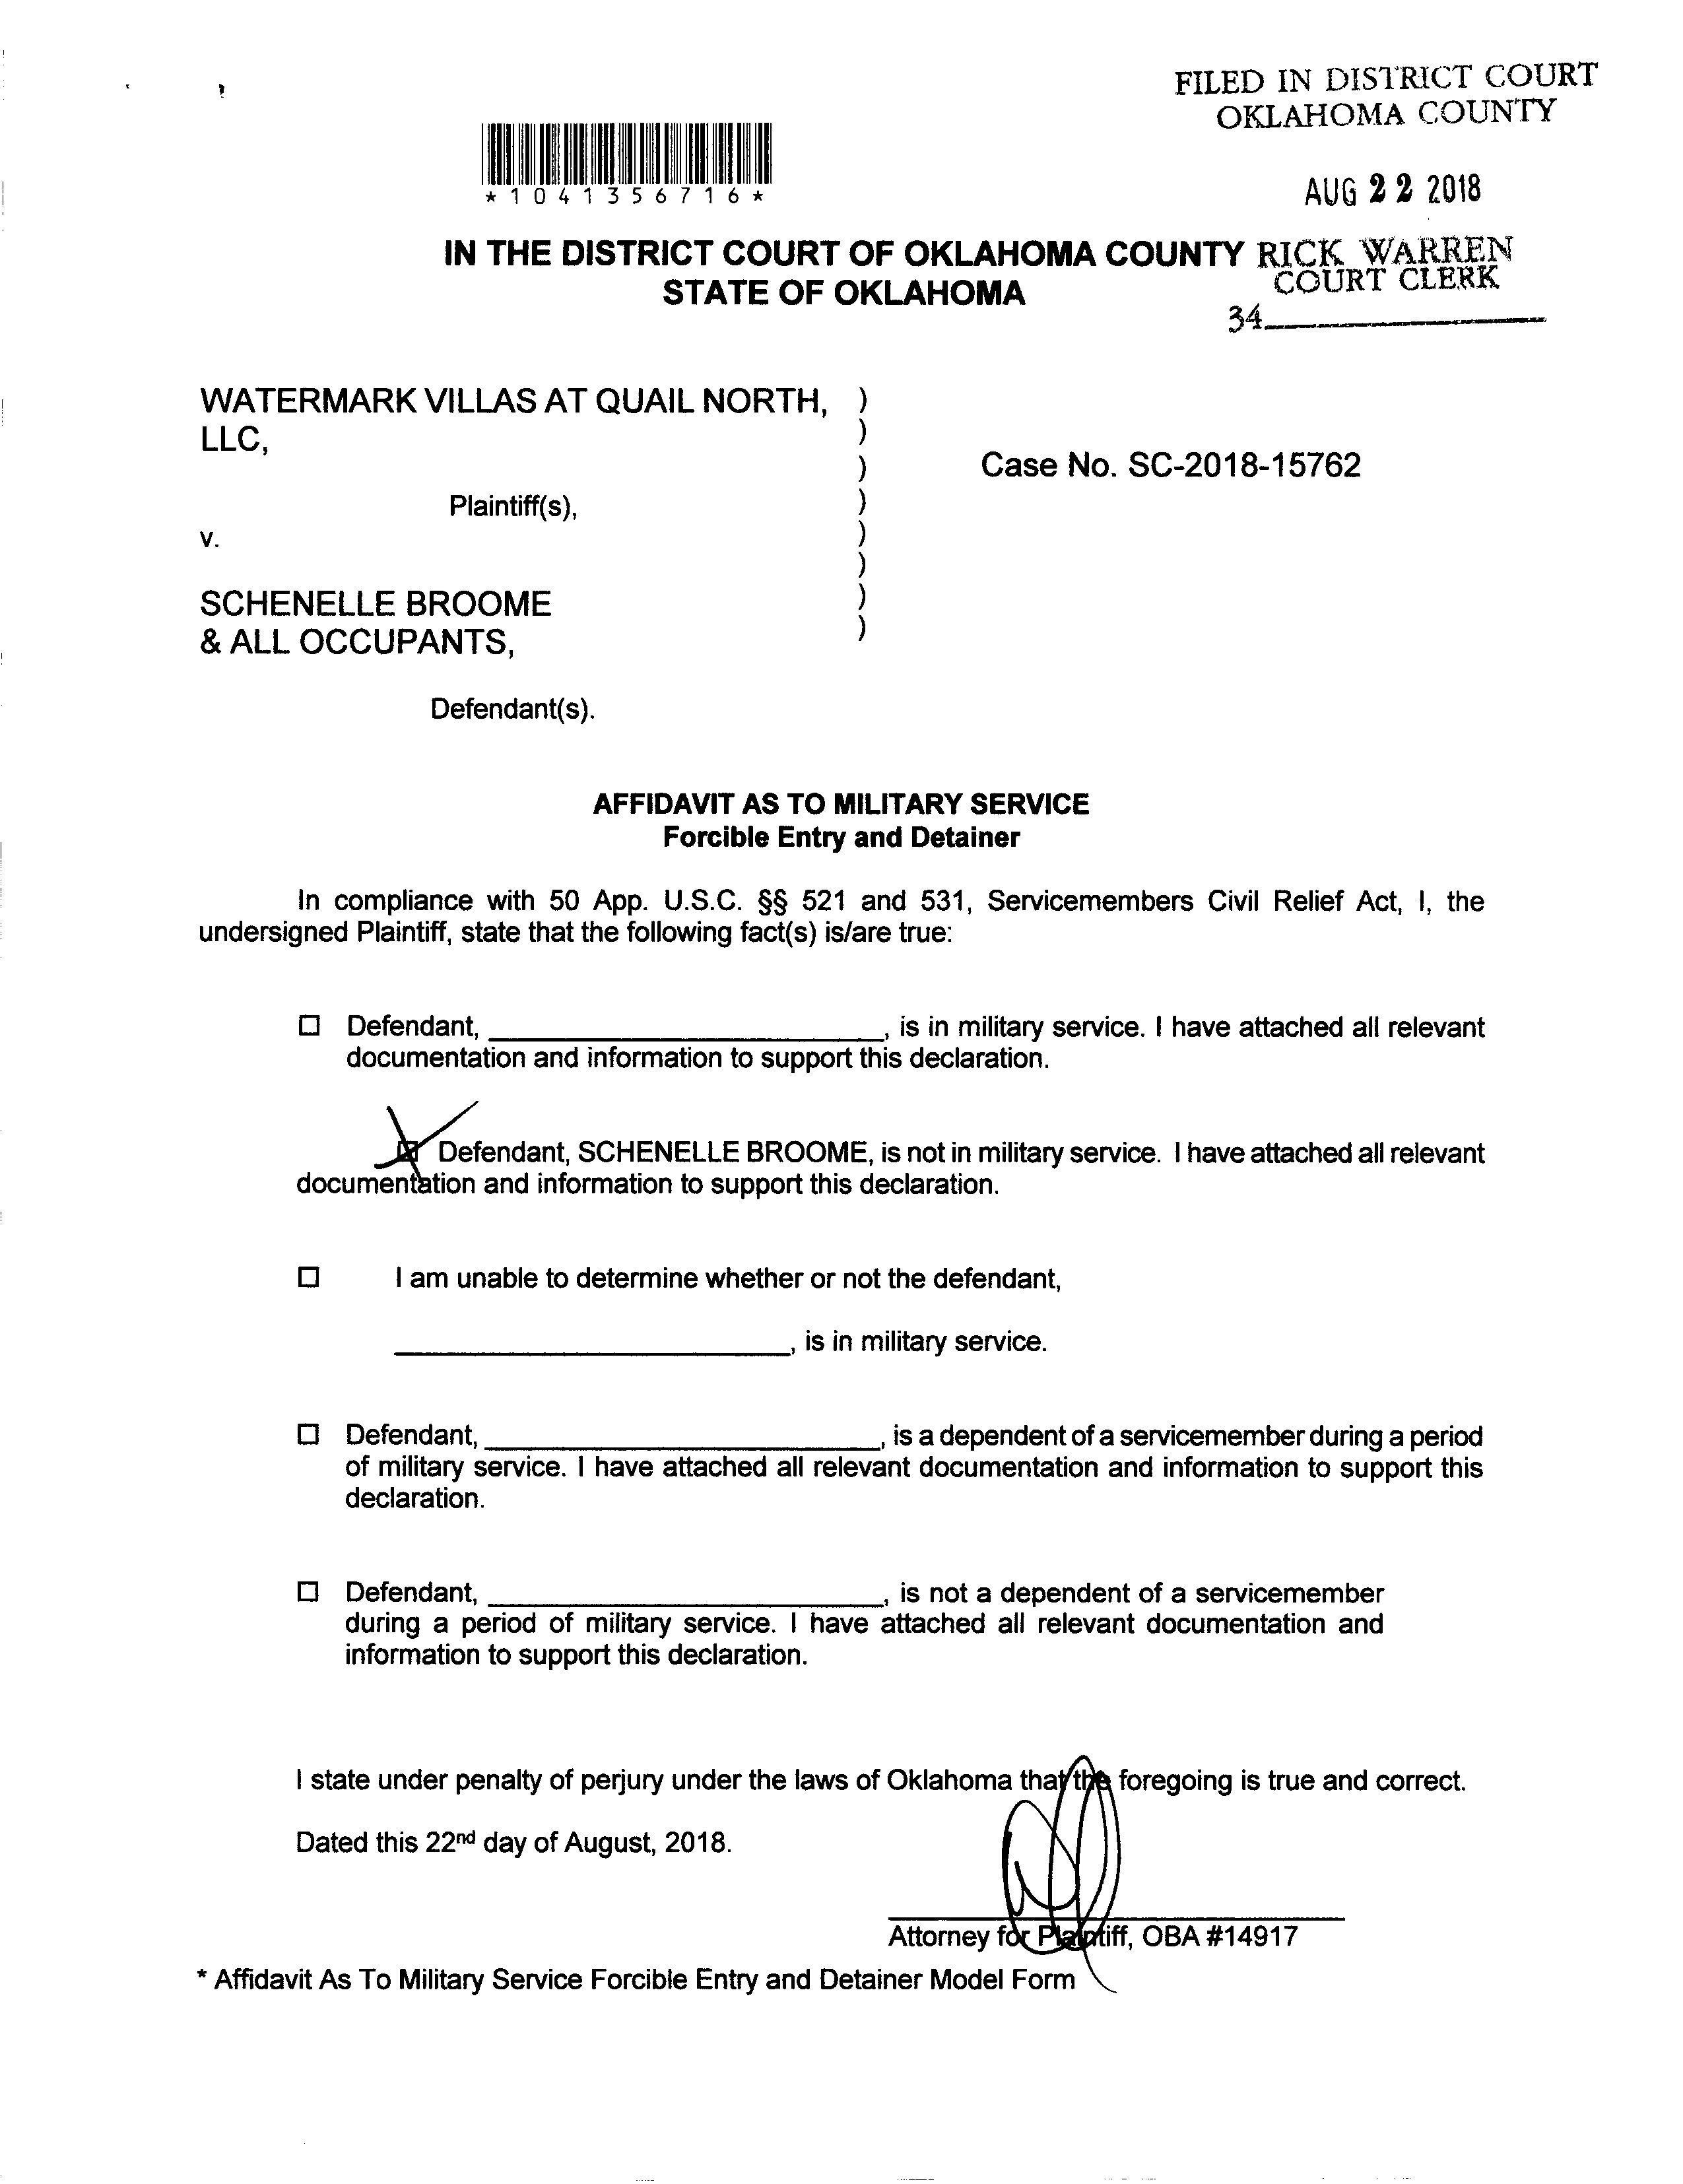 FILED IN DISTRICT COURT
OKLAHOMA COUNTY
*1041356716*
AUG 22 2018
IN THE DISTRICT COURT OF OKLAHOMA COUNTY RICK WARREN
STATE OF OKLAHOMA COURT CLERK
34
WATERMARK VILLAS AT QUAIL NORTH, )
LLC, )
) Case No. SC-2018-15762
Plaintiff(s), )
v. )
)
SCHENELLE BROOME )
& ALL OCCUPANTS, )
Defendant(s).
AFFIDAVIT AS TO MILITARY SERVICE
Forcible Entry and Detainer
In compliance with 50 App. U.S.C. §§ 521 and 531, Servicemembers Civil Relief Act, I, the
undersigned Plaintiff, state that the following fact(s) is/are true:
☐ Defendant, ____________________, is in military service. I have attached all relevant
documentation and information to support this declaration.
☒ Defendant, SCHENELLE BROOME, is not in military service. I have attached all relevant
documentation and information to support this declaration.
☐ I am unable to determine whether or not the defendant,
____________________, is in military service.
☐ Defendant, ____________________, is a dependent of a servicemember during a period
of military service. I have attached all relevant documentation and information to support this
declaration.
☐ Defendant, ____________________, is not a dependent of a servicemember
during a period of military service. I have attached all relevant documentation and
information to support this declaration.
I state under penalty of perjury under the laws of Oklahoma that the foregoing is true and correct.
Dated this 22nd day of August, 2018.
Attorney for Plaintiff, OBA #14917
* Affidavit As To Military Service Forcible Entry and Detainer Model Form